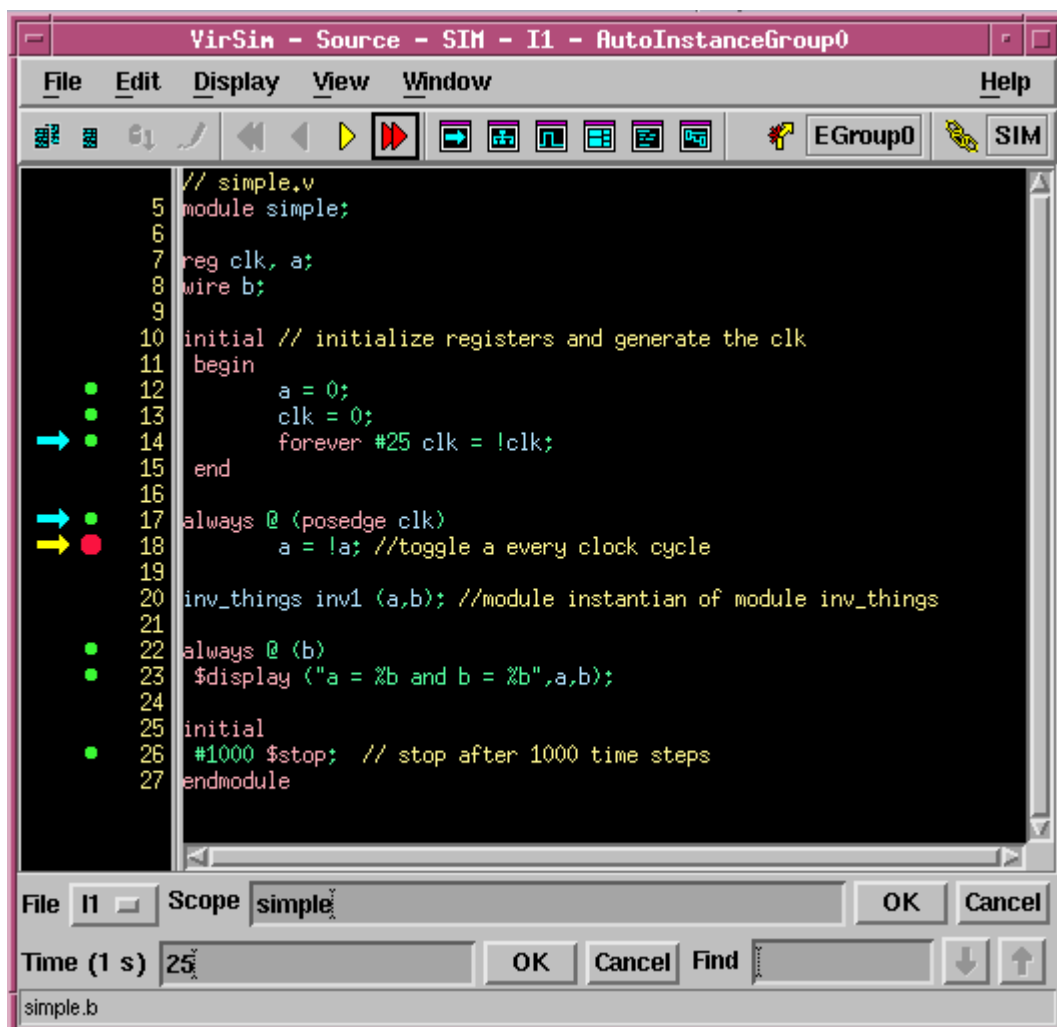 VirSim - Source - SIM - I1 - AutoInstanceGroup0
File Edit Display View Window Help
EGroup0 SIM
// simple.v
5 module simple;
6
7 reg clk, a;
8 wire b;
9
10 initial // initialize registers and generate the clk
11 begin
12 a = 0;
13 clk = 0;
14 forever #25 clk = !clk;
15 end
16
17 always @ (posedge clk)
18 a = !a; //toggle a every clock cycle
19
20 inv_things inv1 (a,b); //module instantian of module inv_things
21
22 always @ (b)
23 $display ("a = %b and b = %b",a,b);
24
25 initial
26 #1000 $stop; // stop after 1000 time steps
27 endmodule
File I1 Scope simple OK Cancel
Time (1 s) 25 OK Cancel Find
simple.b